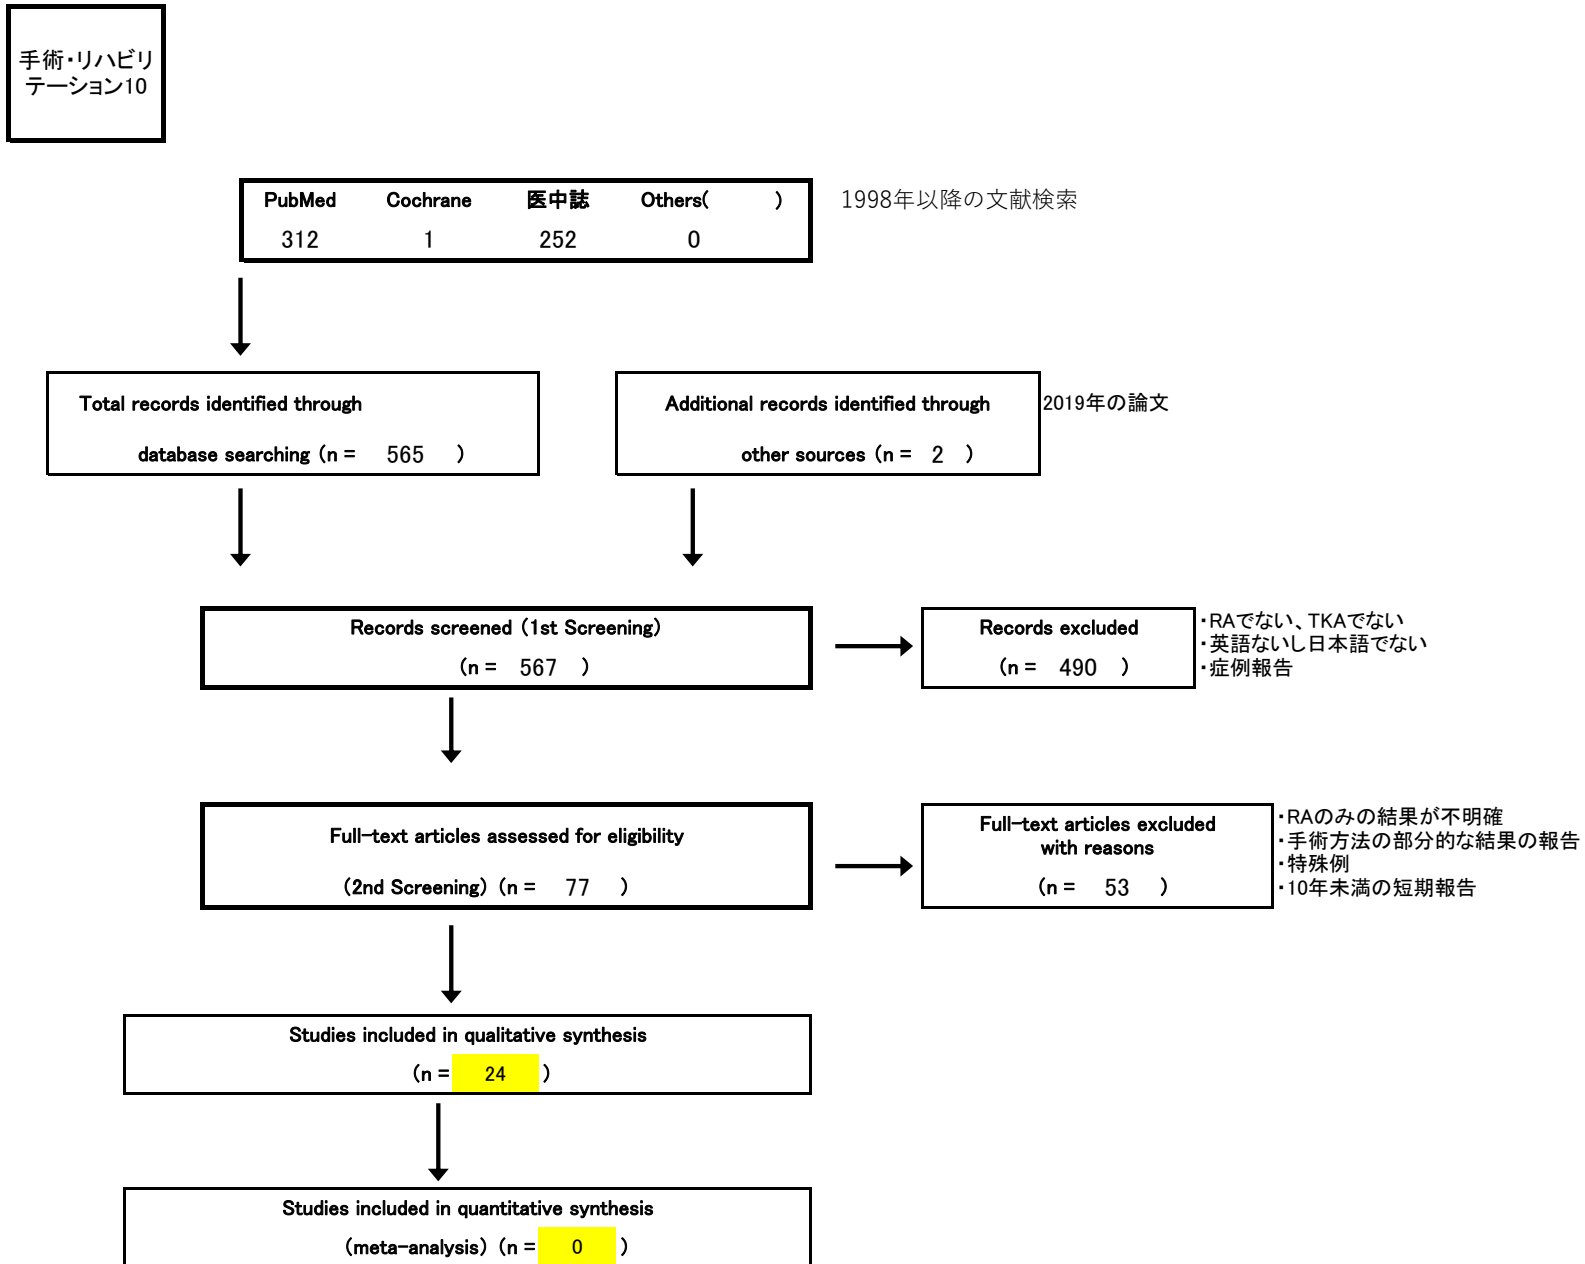 手術・リハビリ
テーション10
PubMed Cochrane 医中誌 Others( )
312 1 252 0
1998年以降の文献検索
Total records identified through
database searching (n = 565 )
Additional records identified through
other sources (n = 2 )
2019年の論文
Records screened (1st Screening)
(n = 567 )
Records excluded
(n = 490 )
・RAでない、TKAでない
・英語ないし日本語でない
・症例報告
Full-text articles assessed for eligibility
(2nd Screening) (n = 77 )
Full-text articles excluded
with reasons
(n = 53 )
・RAのみの結果が不明確
・手術方法の部分的な結果の報告
・特殊例
・10年未満の短期報告
Studies included in qualitative synthesis
(n = 24 )
Studies included in quantitative synthesis
(meta-analysis) (n = 0 )